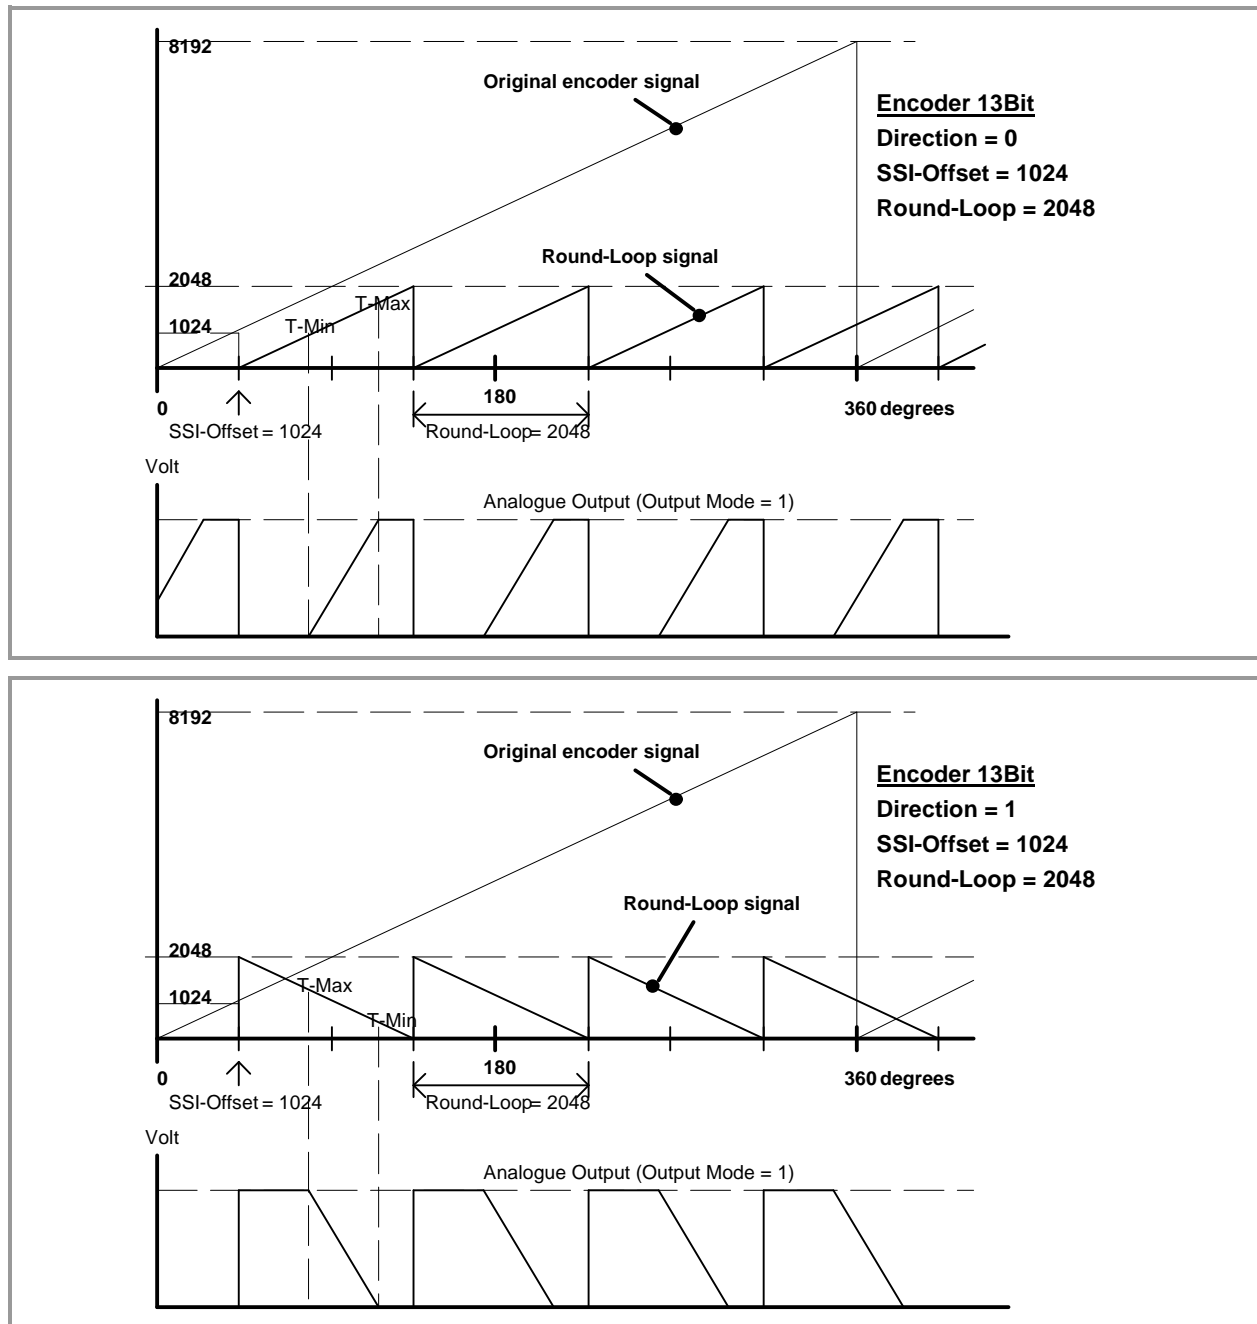 8192
Original encoder signal
Encoder 13Bit
Direction = 0
SSI-Offset = 1024
Round-Loop = 2048
Round-Loop signal
2048
T-Max
1024
T-Min
0
180
360 degrees
SSI-Offset = 1024
Round-Loop= 2048
Volt
Analogue Output (Output Mode = 1)
8192
Original encoder signal
Encoder 13Bit
Direction = 1
SSI-Offset = 1024
Round-Loop = 2048
Round-Loop signal
2048
T-Max
1024
T-Min
0
180
360 degrees
SSI-Offset = 1024
Round-Loop= 2048
Volt
Analogue Output (Output Mode = 1)